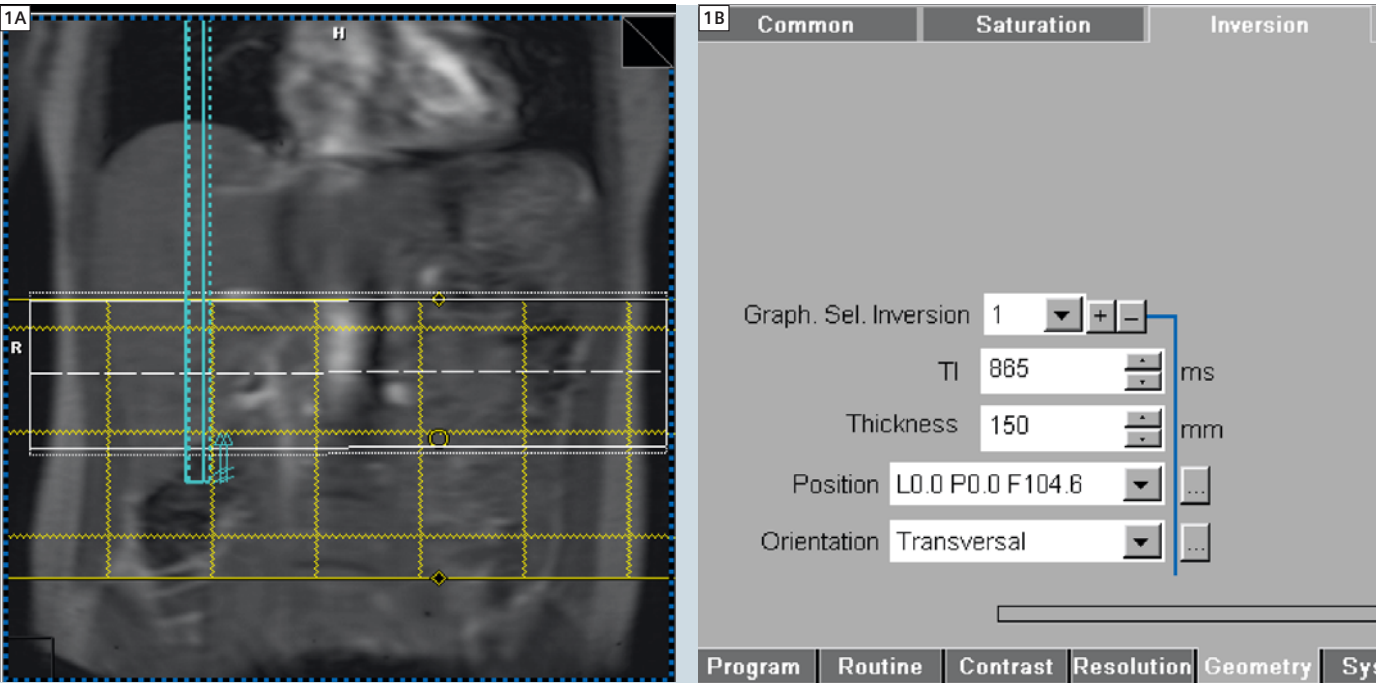 1A
H
R
1B
Common Saturation Inversion
Graph. Sel. Inversion 1 + –
TI 865 ms
Thickness 150 mm
Position L0.0 P0.0 F104.6 ...
Orientation Transversal ...
Program Routine Contrast Resolution Geometry Sys